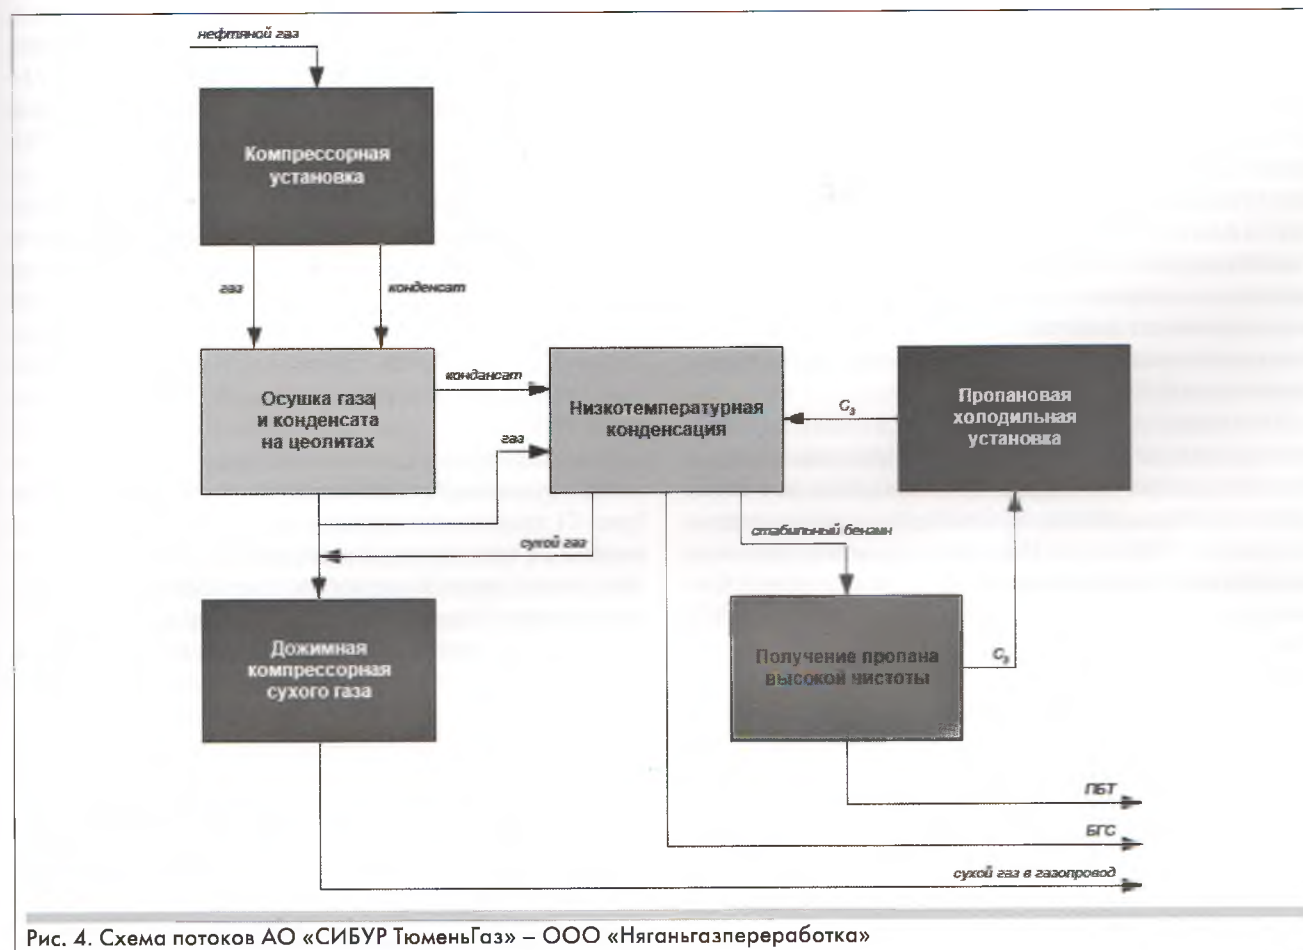 нефтяной газ
Компрессорная
установка
газ
конденсат
Осушка газа
и конденсата
на цеолитах
кондансат
газ
Низкотемпературная
конденсация
C₃
Пропановая
холодильная
установка
сухой газ
стабильный бензин
Дожимная
компрессорная
сухого газа
Получение пропана
высокой чистоты
C₃
ПБТ
БГС
сухой газ в газопровод
Рис. 4. Схема потоков АО «СИБУР ТюменьГаз» – ООО «Няганьгазпереработка»